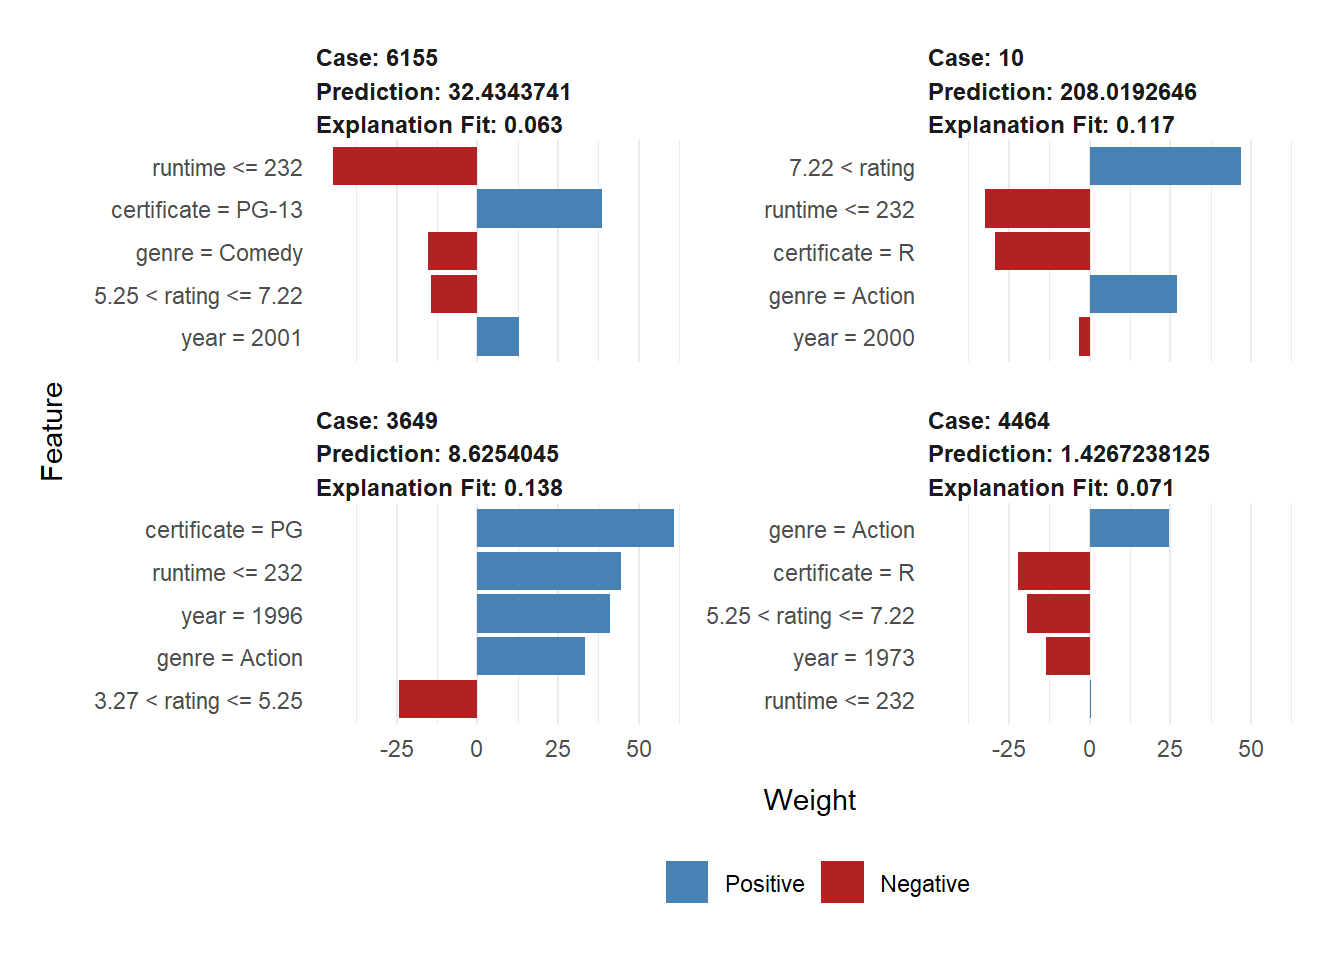 Case: 6155
Prediction: 32.4343741
Explanation Fit: 0.063
runtime <= 232
certificate = PG-13
genre = Comedy
5.25 < rating <= 7.22
year = 2001
Case: 10
Prediction: 208.0192646
Explanation Fit: 0.117
7.22 < rating
runtime <= 232
certificate = R
genre = Action
year = 2000
Feature
Case: 3649
Prediction: 8.6254045
Explanation Fit: 0.138
certificate = PG
runtime <= 232
year = 1996
genre = Action
3.27 < rating <= 5.25
-25 0 25 50
Case: 4464
Prediction: 1.4267238125
Explanation Fit: 0.071
genre = Action
certificate = R
5.25 < rating <= 7.22
year = 1973
runtime <= 232
-25 0 25 50
Weight
Positive Negative